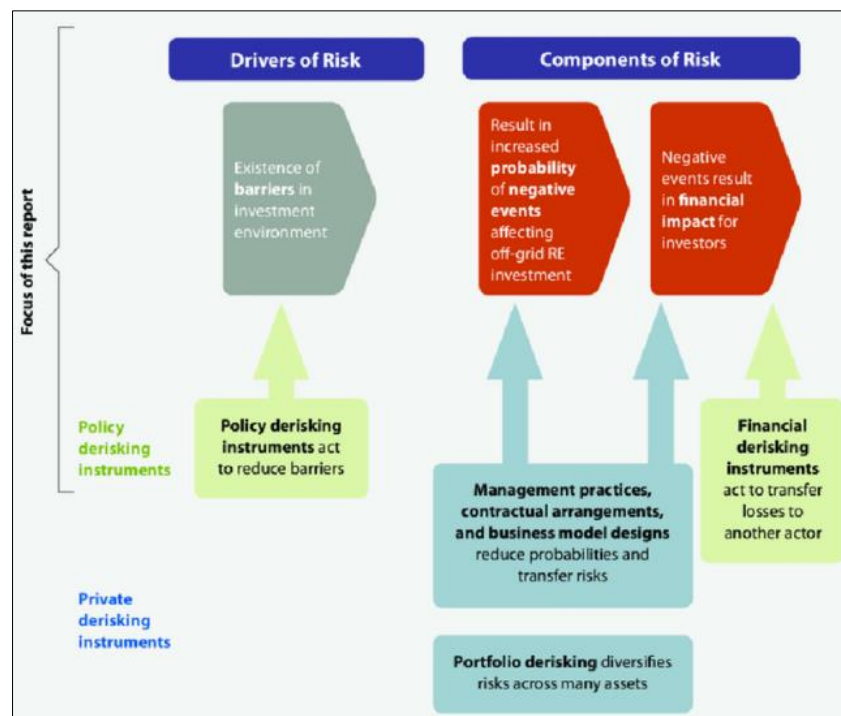 Drivers of Risk
Components of Risk
Focus of this report
Existence of
barriers in
investment
environment
Result in
increased
probability
of negative
events
affecting
off-grid RE
investment
Negative
events result
in financial
impact for
investors
Policy
derisking
instruments
Policy derisking
instruments act
to reduce barriers
Financial
derisking
instruments
act to transfer
losses to
another actor
Management practices,
contractual arrangements,
and business model designs
reduce probabilities and
transfer risks
Private
derisking
instruments
Portfolio derisking diversifies
risks across many assets